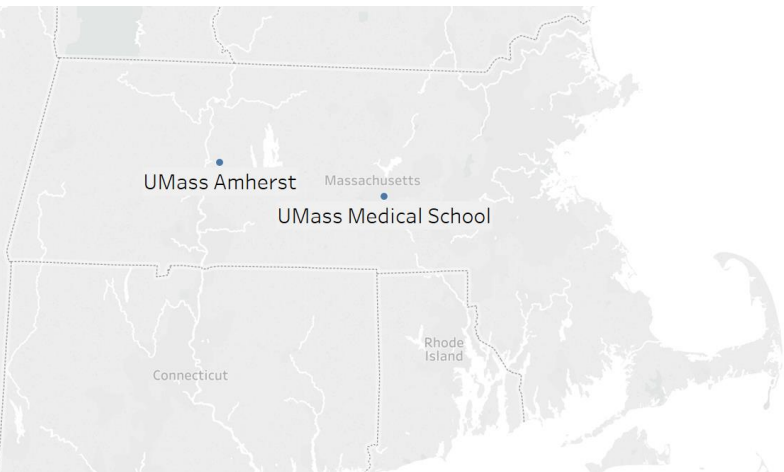 UMass Amherst
Massachusetts
UMass Medical School
Rhode
Island
Connecticut